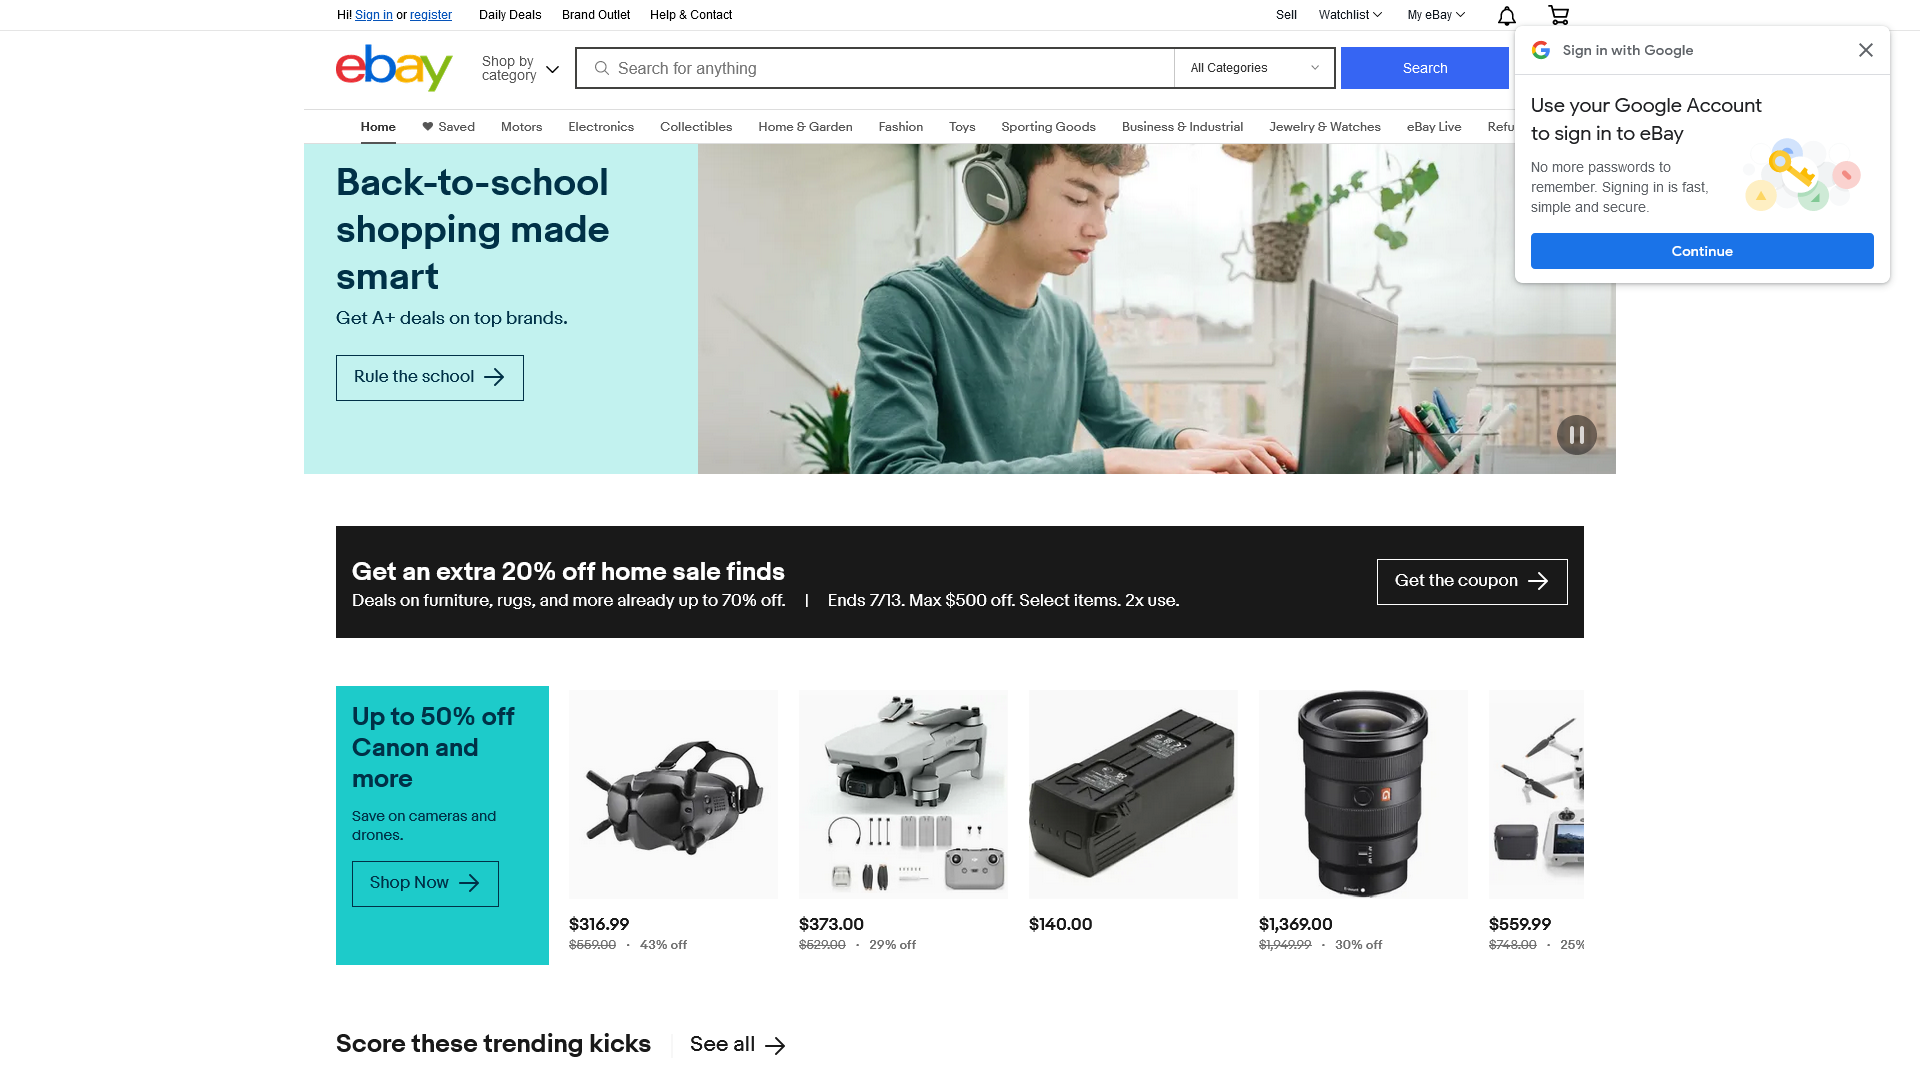 Hi! Sign in or register
Daily Deals
Brand Outlet
Help & Contact
Sell
Watchlist
My eBay
ebay
Shop by
category
Search for anything
All Categories
Search
Sign in with Google
Use your Google Account
to sign in to eBay
No more passwords to
remember. Signing in is fast,
simple and secure.
Continue
Home
Saved
Motors
Electronics
Collectibles
Home & Garden
Fashion
Toys
Sporting Goods
Business & Industrial
Jewelry & Watches
eBay Live
Refu
Back-to-school
shopping made
smart
Get A+ deals on top brands.
Rule the school
Get an extra 20% off home sale finds
Deals on furniture, rugs, and more already up to 70% off. | Ends 7/13. Max $500 off. Select items. 2x use.
Get the coupon
Up to 50% off
Canon and
more
Save on cameras and
drones.
Shop Now
$316.99
$559.00 · 43% off
$373.00
$529.00 · 29% off
$140.00
$1,369.00
$1,949.99 · 30% off
$559.99
$748.00 · 25%
Score these trending kicks
See all